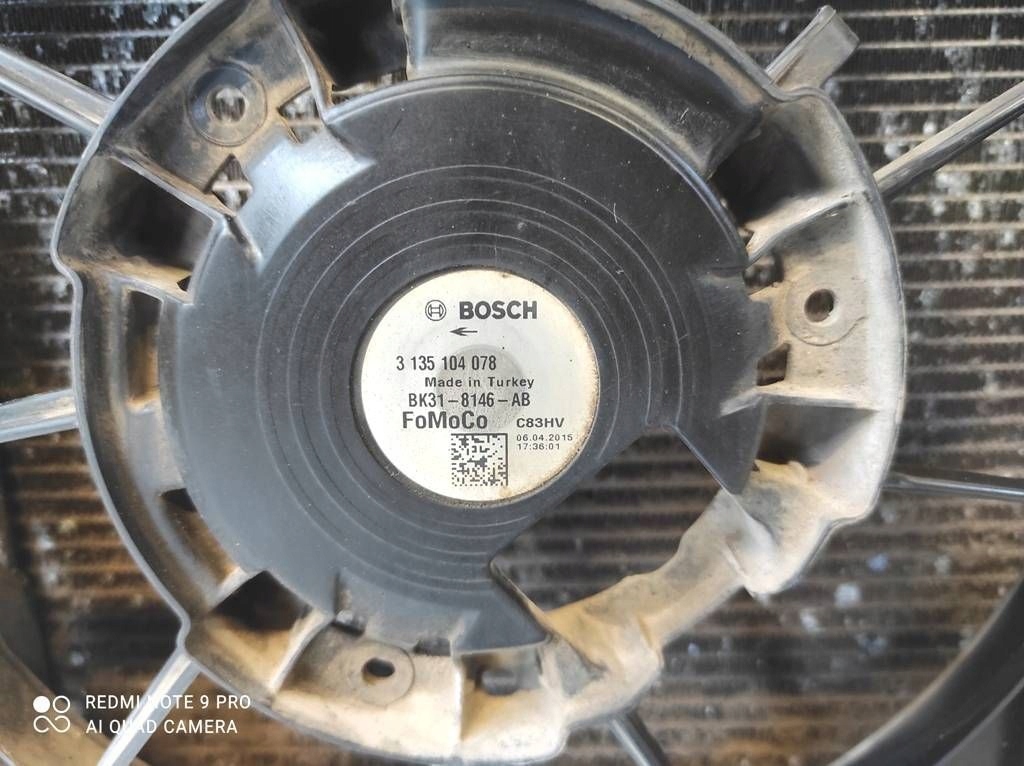 BOSCH
3 135 104 078
Made in Turkey
BK31-8146-AB
FoMoCo C83HV
06.04.2015
17:36:01
REDMI NOTE 9 PRO
AI QUAD CAMERA